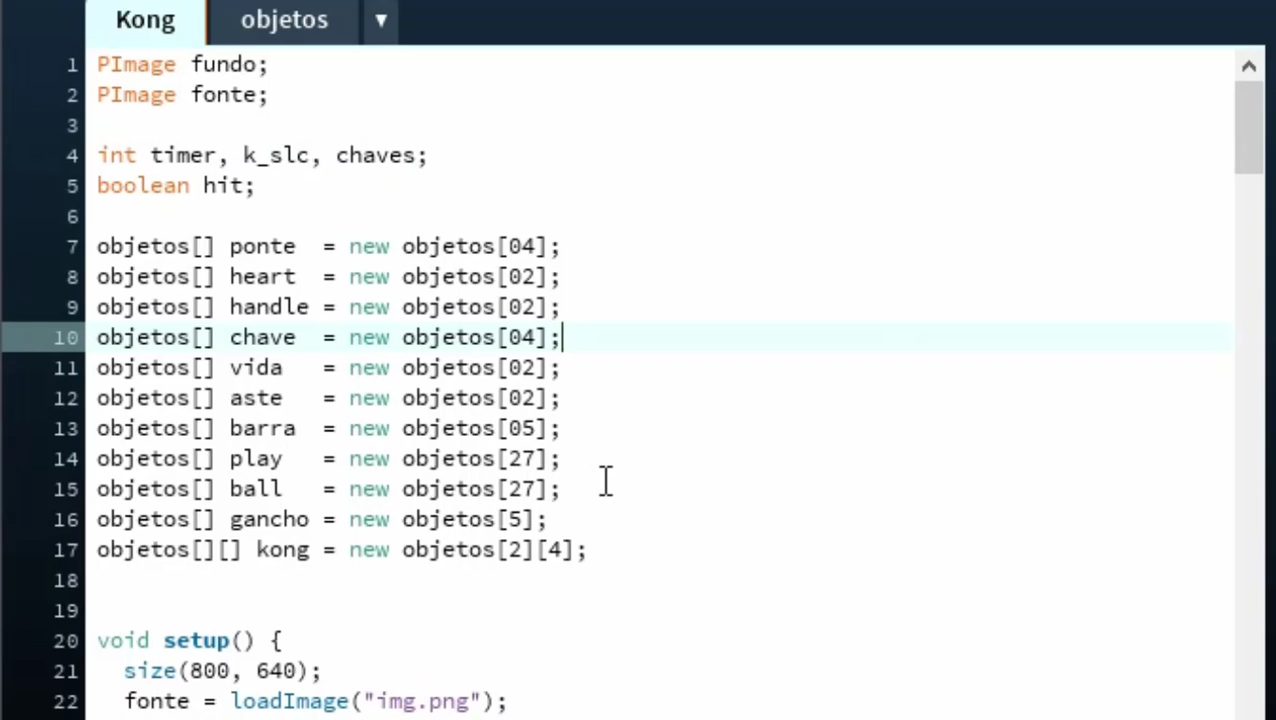 Kong objetos ▼
1 PImage fundo;
2 PImage fonte;
3
4 int timer, k_slc, chaves;
5 boolean hit;
6
7 objetos[] ponte  = new objetos[04];
8 objetos[] heart  = new objetos[02];
9 objetos[] handle = new objetos[02];
10 objetos[] chave  = new objetos[04];
11 objetos[] vida   = new objetos[02];
12 objetos[] aste   = new objetos[02];
13 objetos[] barra  = new objetos[05];
14 objetos[] play   = new objetos[27];
15 objetos[] ball   = new objetos[27];
16 objetos[] gancho = new objetos[5];
17 objetos[][] kong = new objetos[2][4];
18
19
20 void setup() {
21   size(800, 640);
22   fonte = loadImage("img.png");